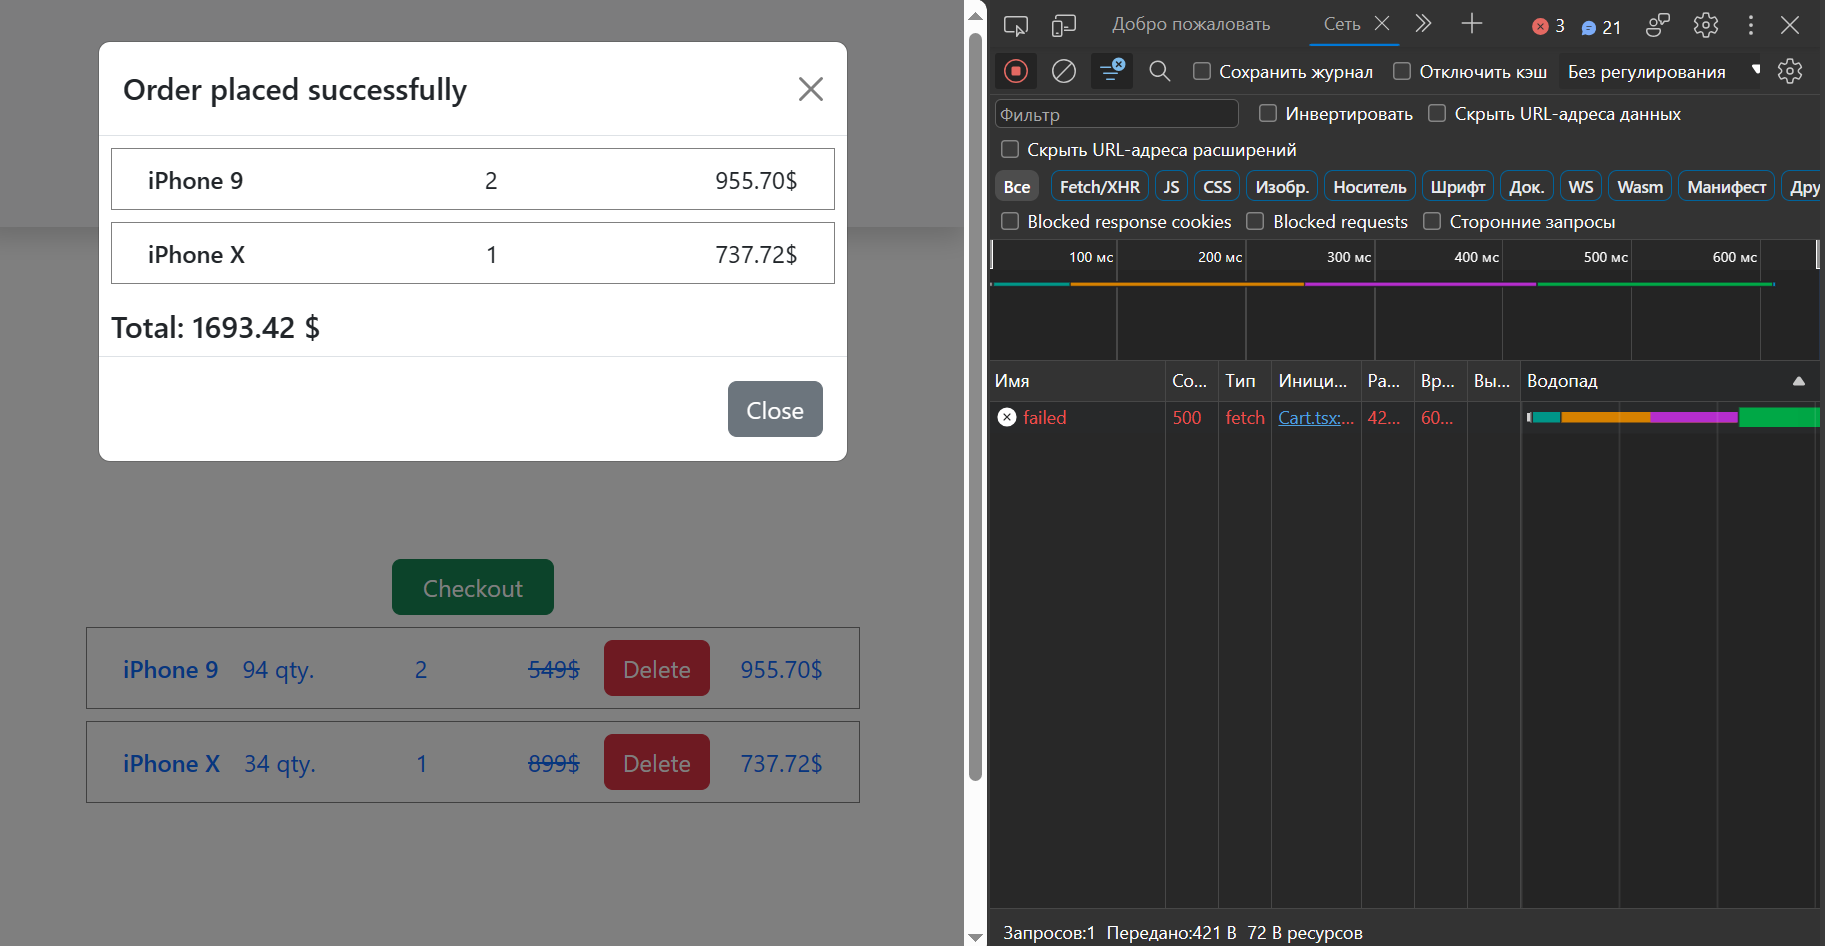 Order placed successfully
iPhone 9 2 955.70$
iPhone X 1 737.72$
Total: 1693.42 $
Close
Checkout
iPhone 9 94 qty. 2 549$ Delete 955.70$
iPhone X 34 qty. 1 899$ Delete 737.72$
Добро пожаловать Сеть 3 21
Сохранить журнал Отключить кэш Без регулирования
Фильтр Инвертировать Скрыть URL-адреса данных
Скрыть URL-адреса расширений
Все Fetch/XHR JS CSS Изобр. Носитель Шрифт Док. WS Wasm Манифест Дру
Blocked response cookies Blocked requests Сторонние запросы
100 мс 200 мс 300 мс 400 мс 500 мс 600 мс
Имя Со... Тип Иници... Ра... Вр... Вы... Водопад
failed 500 fetch Cart.tsx:... 42... 60...
Запросов:1 Передано:421 B 72 B ресурсов